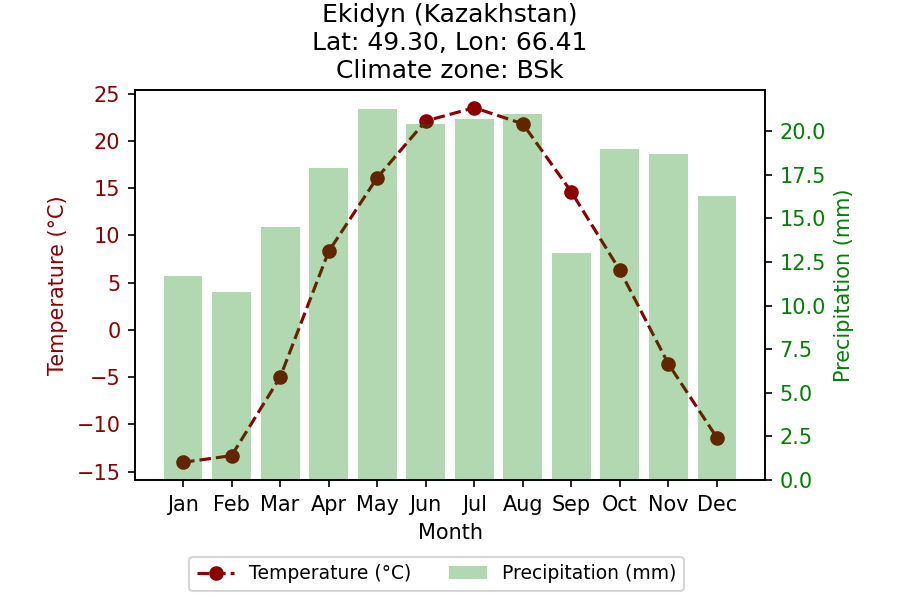 Ekidyn (Kazakhstan)
Lat: 49.30, Lon: 66.41
Climate zone: BSk
25
20
15
10
5
0
−5
−10
−15
Temperature (°C)
20.0
17.5
15.0
12.5
10.0
7.5
5.0
2.5
0.0
Precipitation (mm)
Jan Feb Mar Apr May Jun Jul Aug Sep Oct Nov Dec
Month
Temperature (°C) Precipitation (mm)